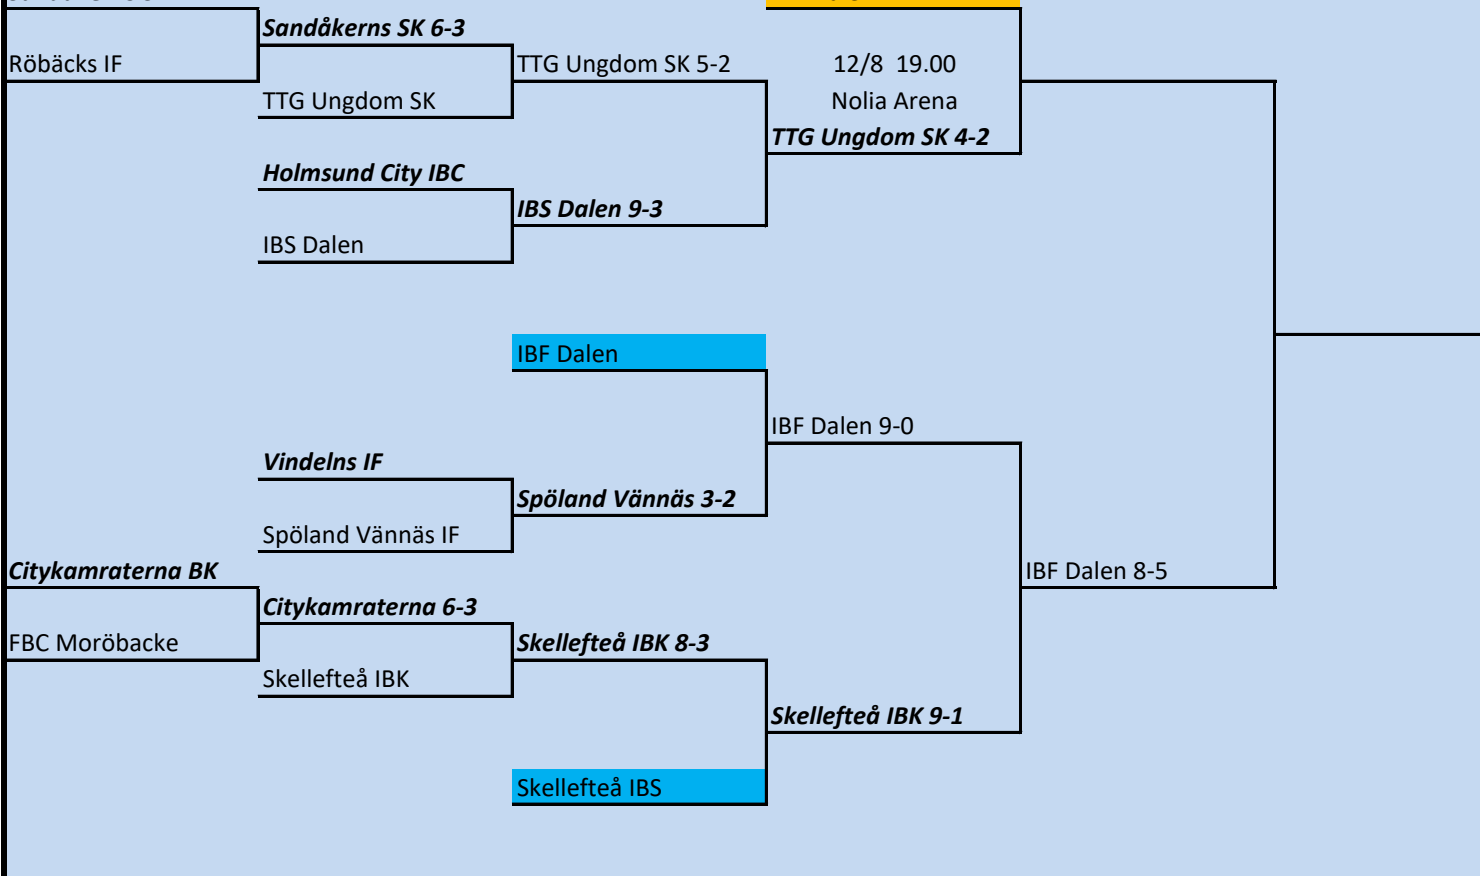 Sandåkerns SK 6-3
Röbäcks IF
TTG Ungdom SK 5-2
12/8 19.00
TTG Ungdom SK
Nolia Arena
TTG Ungdom SK 4-2
Holmsund City IBC
IBS Dalen 9-3
IBS Dalen
IBF Dalen
IBF Dalen 9-0
Vindelns IF
Spöland Vännäs 3-2
Spöland Vännäs IF
Citykamraterna BK
IBF Dalen 8-5
Citykamraterna 6-3
FBC Moröbacke
Skellefteå IBK 8-3
Skellefteå IBK
Skellefteå IBK 9-1
Skellefteå IBS